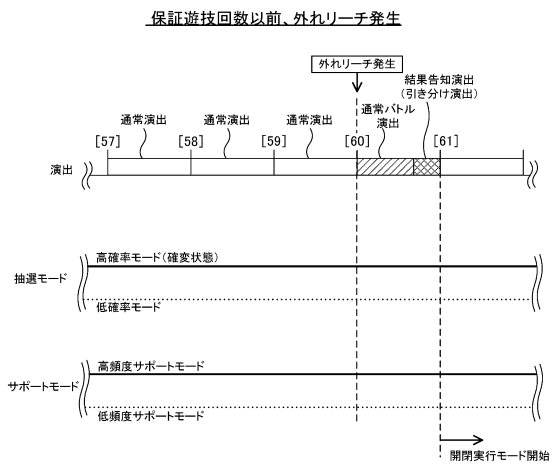 保証遊技回数以前、外れリーチ発生
外れリーチ発生
結果告知演出
(引き分け演出)
通常演出
通常演出
通常演出
通常バトル
演出
[57]
[58]
[59]
[60]
[61]
演出
高確率モード(確変状態)
抽選モード
低確率モード
高頻度サポートモード
サポートモード
低頻度サポートモード
開閉実行モード開始